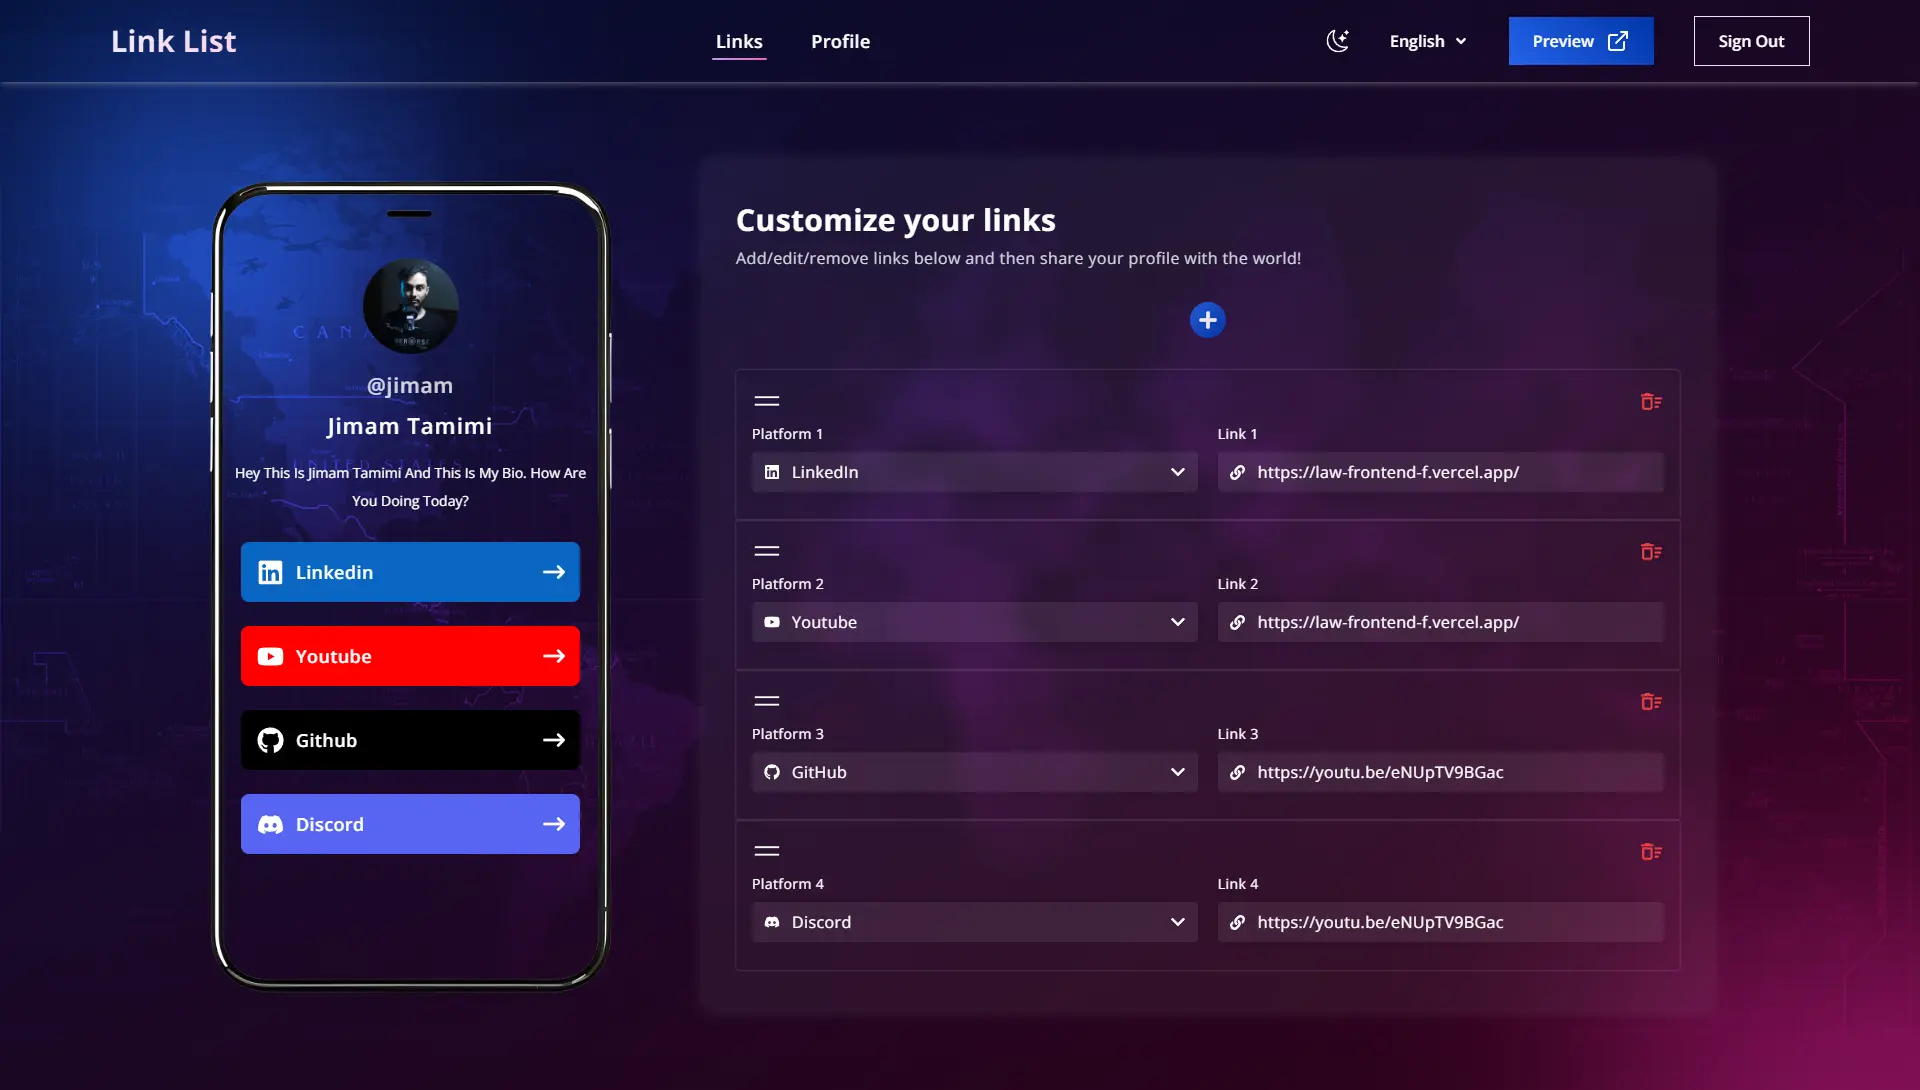 Link List
Links
Profile
English
Preview
Sign Out
@jimam
Jimam Tamimi
Hey This Is Jimam Tamimi And This Is My Bio. How Are
You Doing Today?
Linkedin
Youtube
Github
Discord
Customize your links
Add/edit/remove links below and then share your profile with the world!
Platform 1
Link 1
LinkedIn
https://law-frontend-f.vercel.app/
Platform 2
Link 2
Youtube
https://law-frontend-f.vercel.app/
Platform 3
Link 3
GitHub
https://youtu.be/eNUpTV9BGac
Platform 4
Link 4
Discord
https://youtu.be/eNUpTV9BGac
UNITED STATES